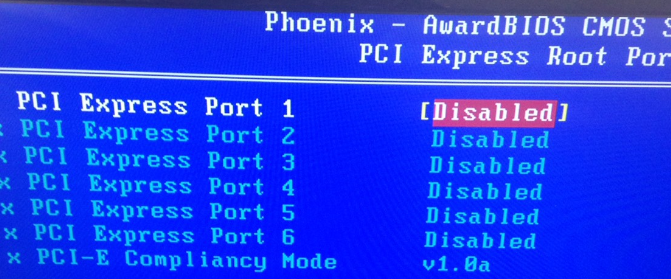 Phoenix - AwardBIOS CMOS
PCI Express Root
PCI Express Port 1 [Disabled]
x PCI Express Port 2 Disabled
x PCI Express Port 3 Disabled
x PCI Express Port 4 Disabled
x PCI Express Port 5 Disabled
x PCI Express Port 6 Disabled
x PCI-E Compliancy Mode v1.0a